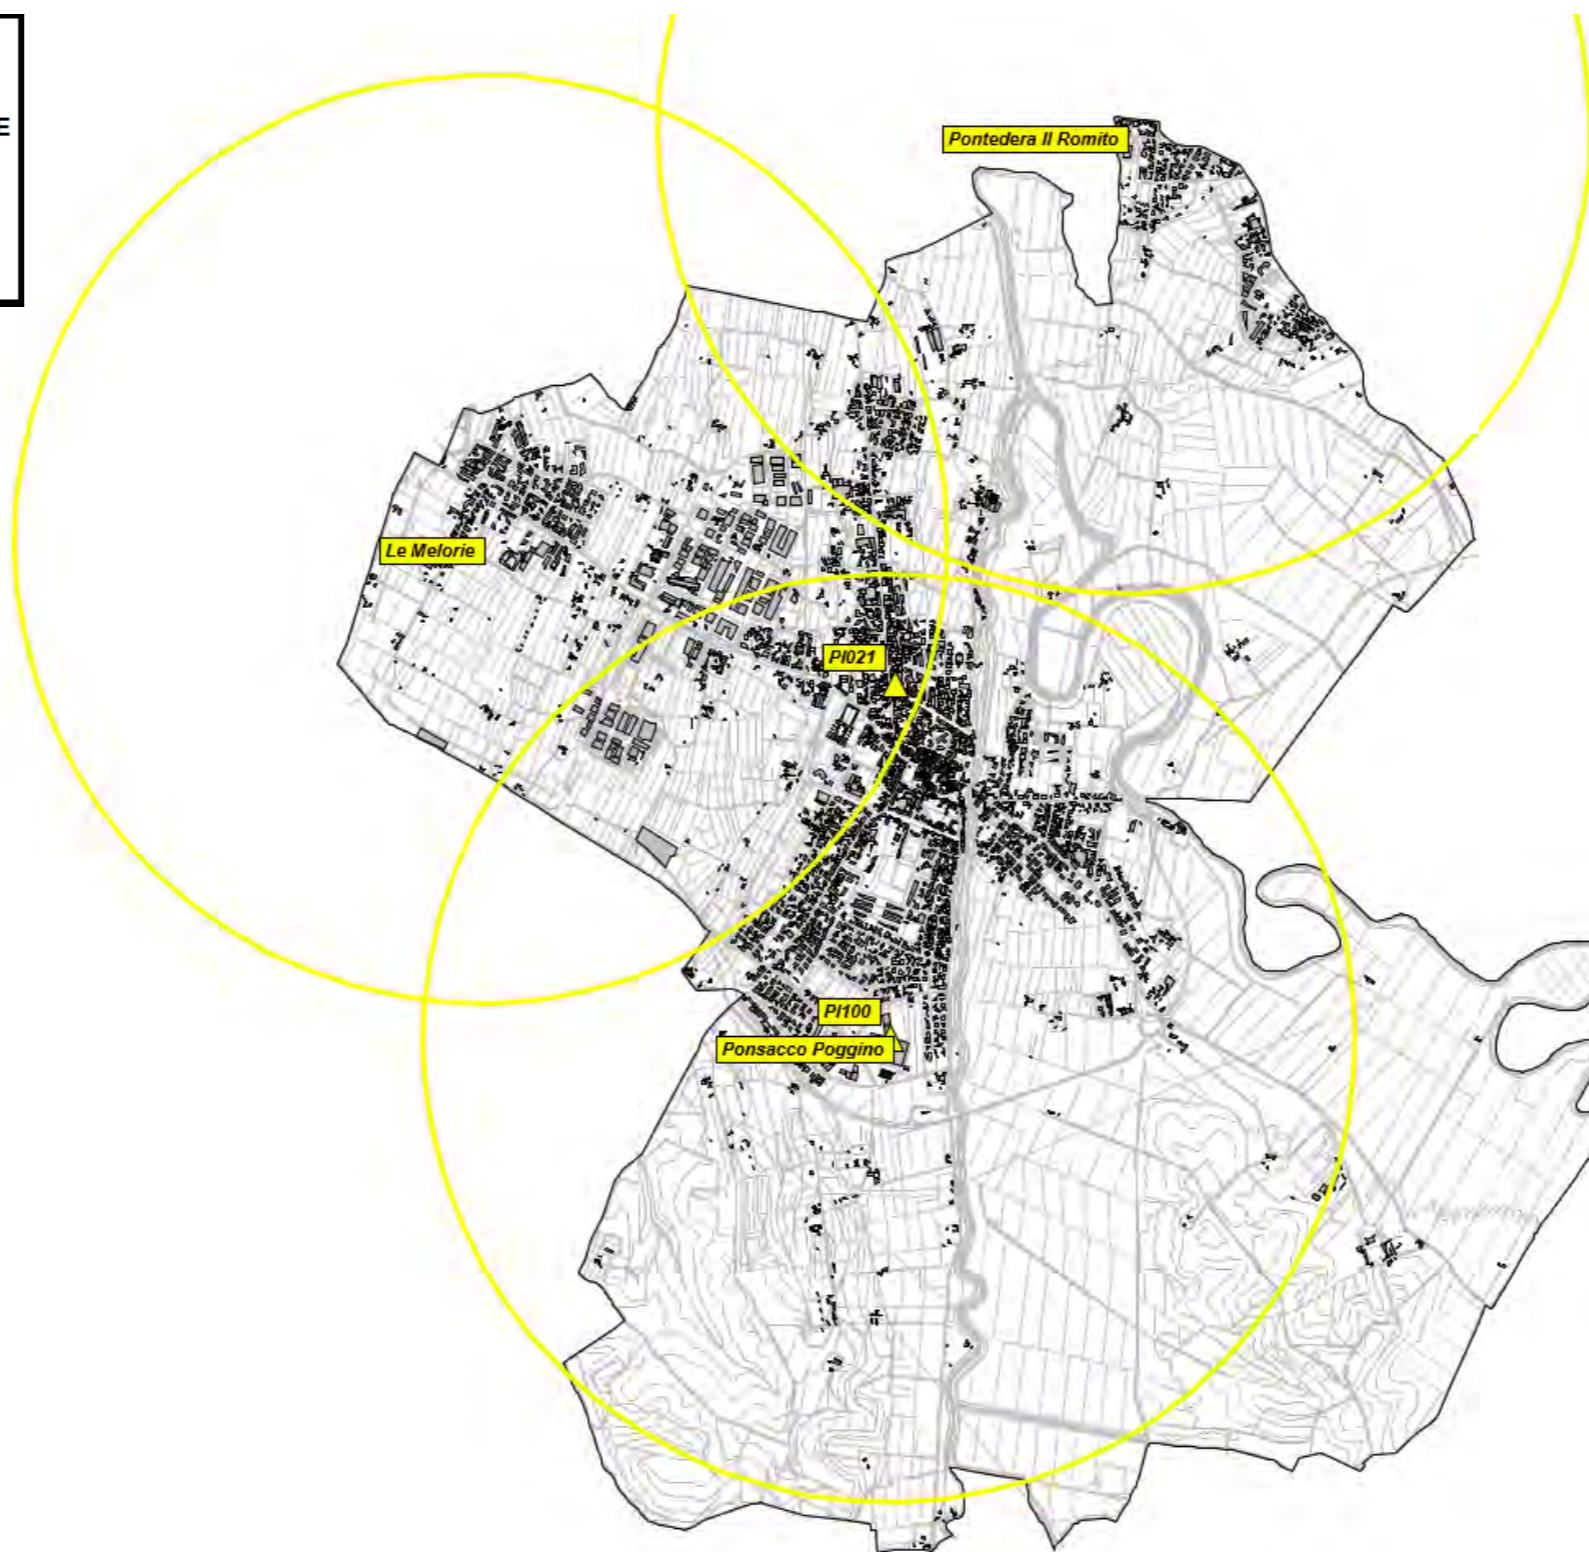 E
Pontedera Il Romito
Le Melorie
PI021
PI100
Ponsacco Poggino